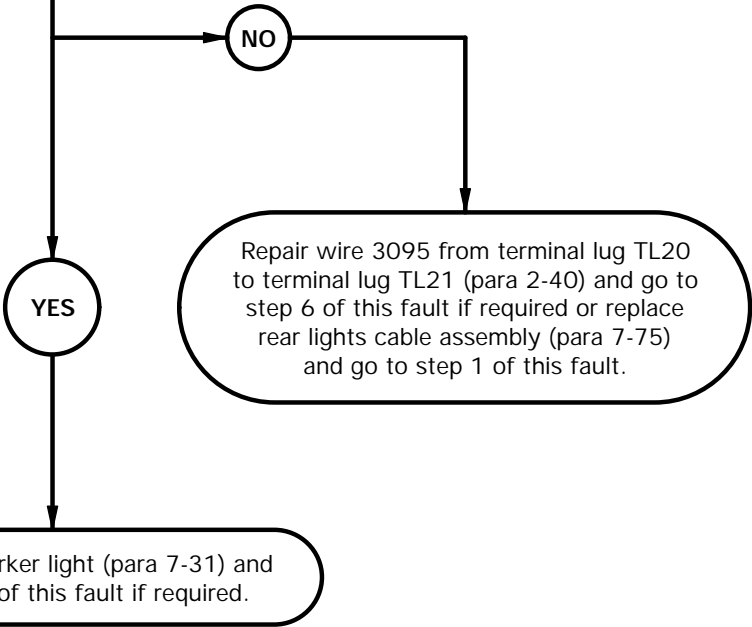 NO
Repair wire 3095 from terminal lug TL20
to terminal lug TL21 (para 2-40) and go to
step 6 of this fault if required or replace
rear lights cable assembly (para 7-75)
and go to step 1 of this fault.
YES
light (para 7-31) and
of this fault if required.